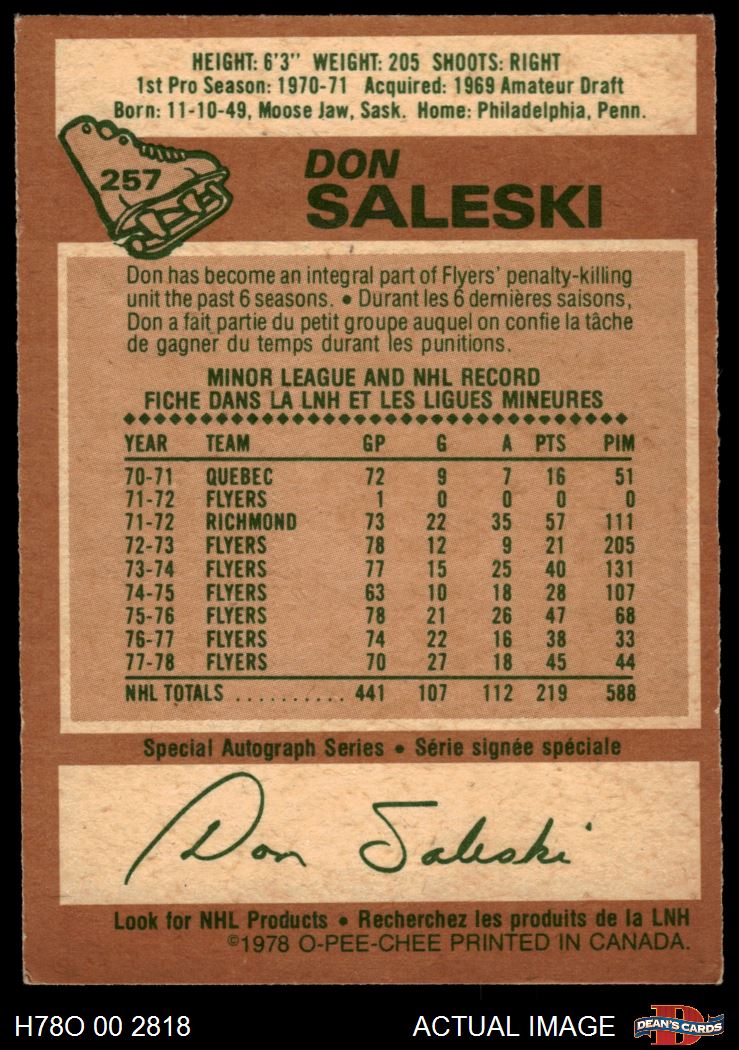 HEIGHT: 6'3" WEIGHT: 205 SHOOTS: RIGHT
1st Pro Season: 1970-71 Acquired: 1969 Amateur Draft
Born: 11-10-49, Moose Jaw, Sask. Home: Philadelphia, Penn.
257
DON
SALESKI
Don has become an integral part of Flyers' penalty-killing
unit the past 6 seasons. • Durant les 6 dernières saisons,
Don a fait partie du petit groupe auquel on confie la tâche
de gagner du temps durant les punitions.
MINOR LEAGUE AND NHL RECORD
FICHE DANS LA LNH ET LES LIGUES MINEURES
YEAR TEAM GP G A PTS PIM
70-71 QUEBEC 72 9 7 16 51
71-72 FLYERS 1 0 0 0 0
71-72 RICHMOND 73 22 35 57 111
72-73 FLYERS 78 12 9 21 205
73-74 FLYERS 77 15 25 40 131
74-75 FLYERS 63 10 18 28 107
75-76 FLYERS 78 21 26 47 68
76-77 FLYERS 74 22 16 38 33
77-78 FLYERS 70 27 18 45 44
NHL TOTALS .......... 441 107 112 219 588
Special Autograph Series • Série signée spéciale
Don Saleski
Look for NHL Products • Recherchez les produits de la LNH
©1978 O-PEE-CHEE PRINTED IN CANADA.
H78O 00 2818 ACTUAL IMAGE
D
DEAN'S CARDS